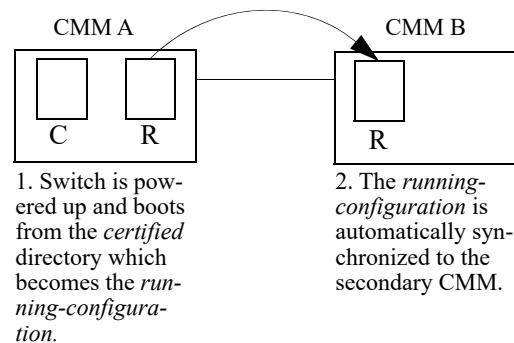 CMM A
CMM B
C
R
R
1. Switch is pow-
ered up and boots
from the certified
directory which
becomes the run-
ning-configura-
tion.
2. The running-
configuration is
automatically syn-
chronized to the
secondary CMM.